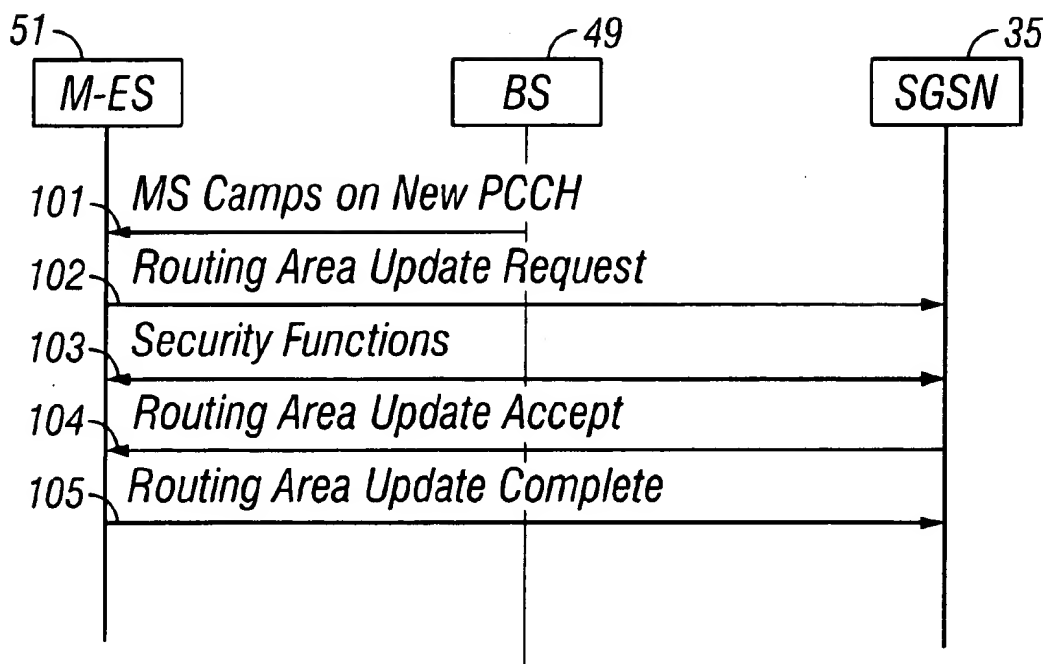 51 49 35
M-ES BS SGSN
101 MS Camps on New PCCH
102 Routing Area Update Request
103 Security Functions
104 Routing Area Update Accept
105 Routing Area Update Complete